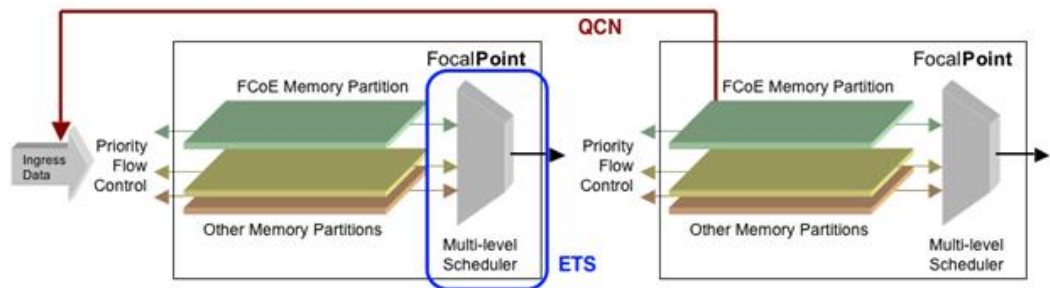 QCN
FocalPoint
FCoE Memory Partition
Ingress
Data
Priority
Flow
Control
Other Memory Partitions
Multi-level
Scheduler
ETS
FocalPoint
FCoE Memory Partition
Priority
Flow
Control
Other Memory Partitions
Multi-level
Scheduler